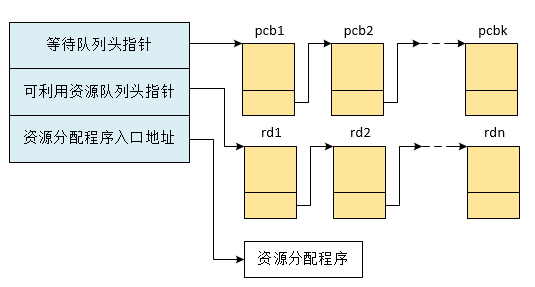 等待队列头指针
pcb1 pcb2 pcbk
可利用资源队列头指针
资源分配程序入口地址
rd1 rd2 rdn
资源分配程序